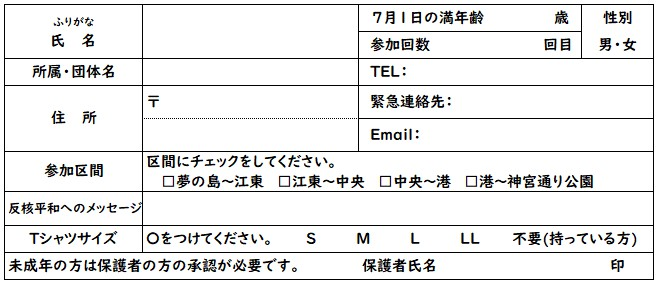 ふりがな
氏　名
7月1日の満年齢　　　　歳
性別
参加回数　　　　　　回目
男・女
所属・団体名
TEL：
住　所
〒
緊急連絡先：
Email：
参加区間
区間にチェックをしてください。
□夢の島～江東　□江東～中央　□中央～港　□港～神宮通り公園
反核平和へのメッセージ
Tシャツサイズ
〇をつけてください。　　S　　　M　　　L　　　LL　　不要(持っている方)
未成年の方は保護者の方の承認が必要です。　　　　保護者氏名　　　　　　　　　　　印